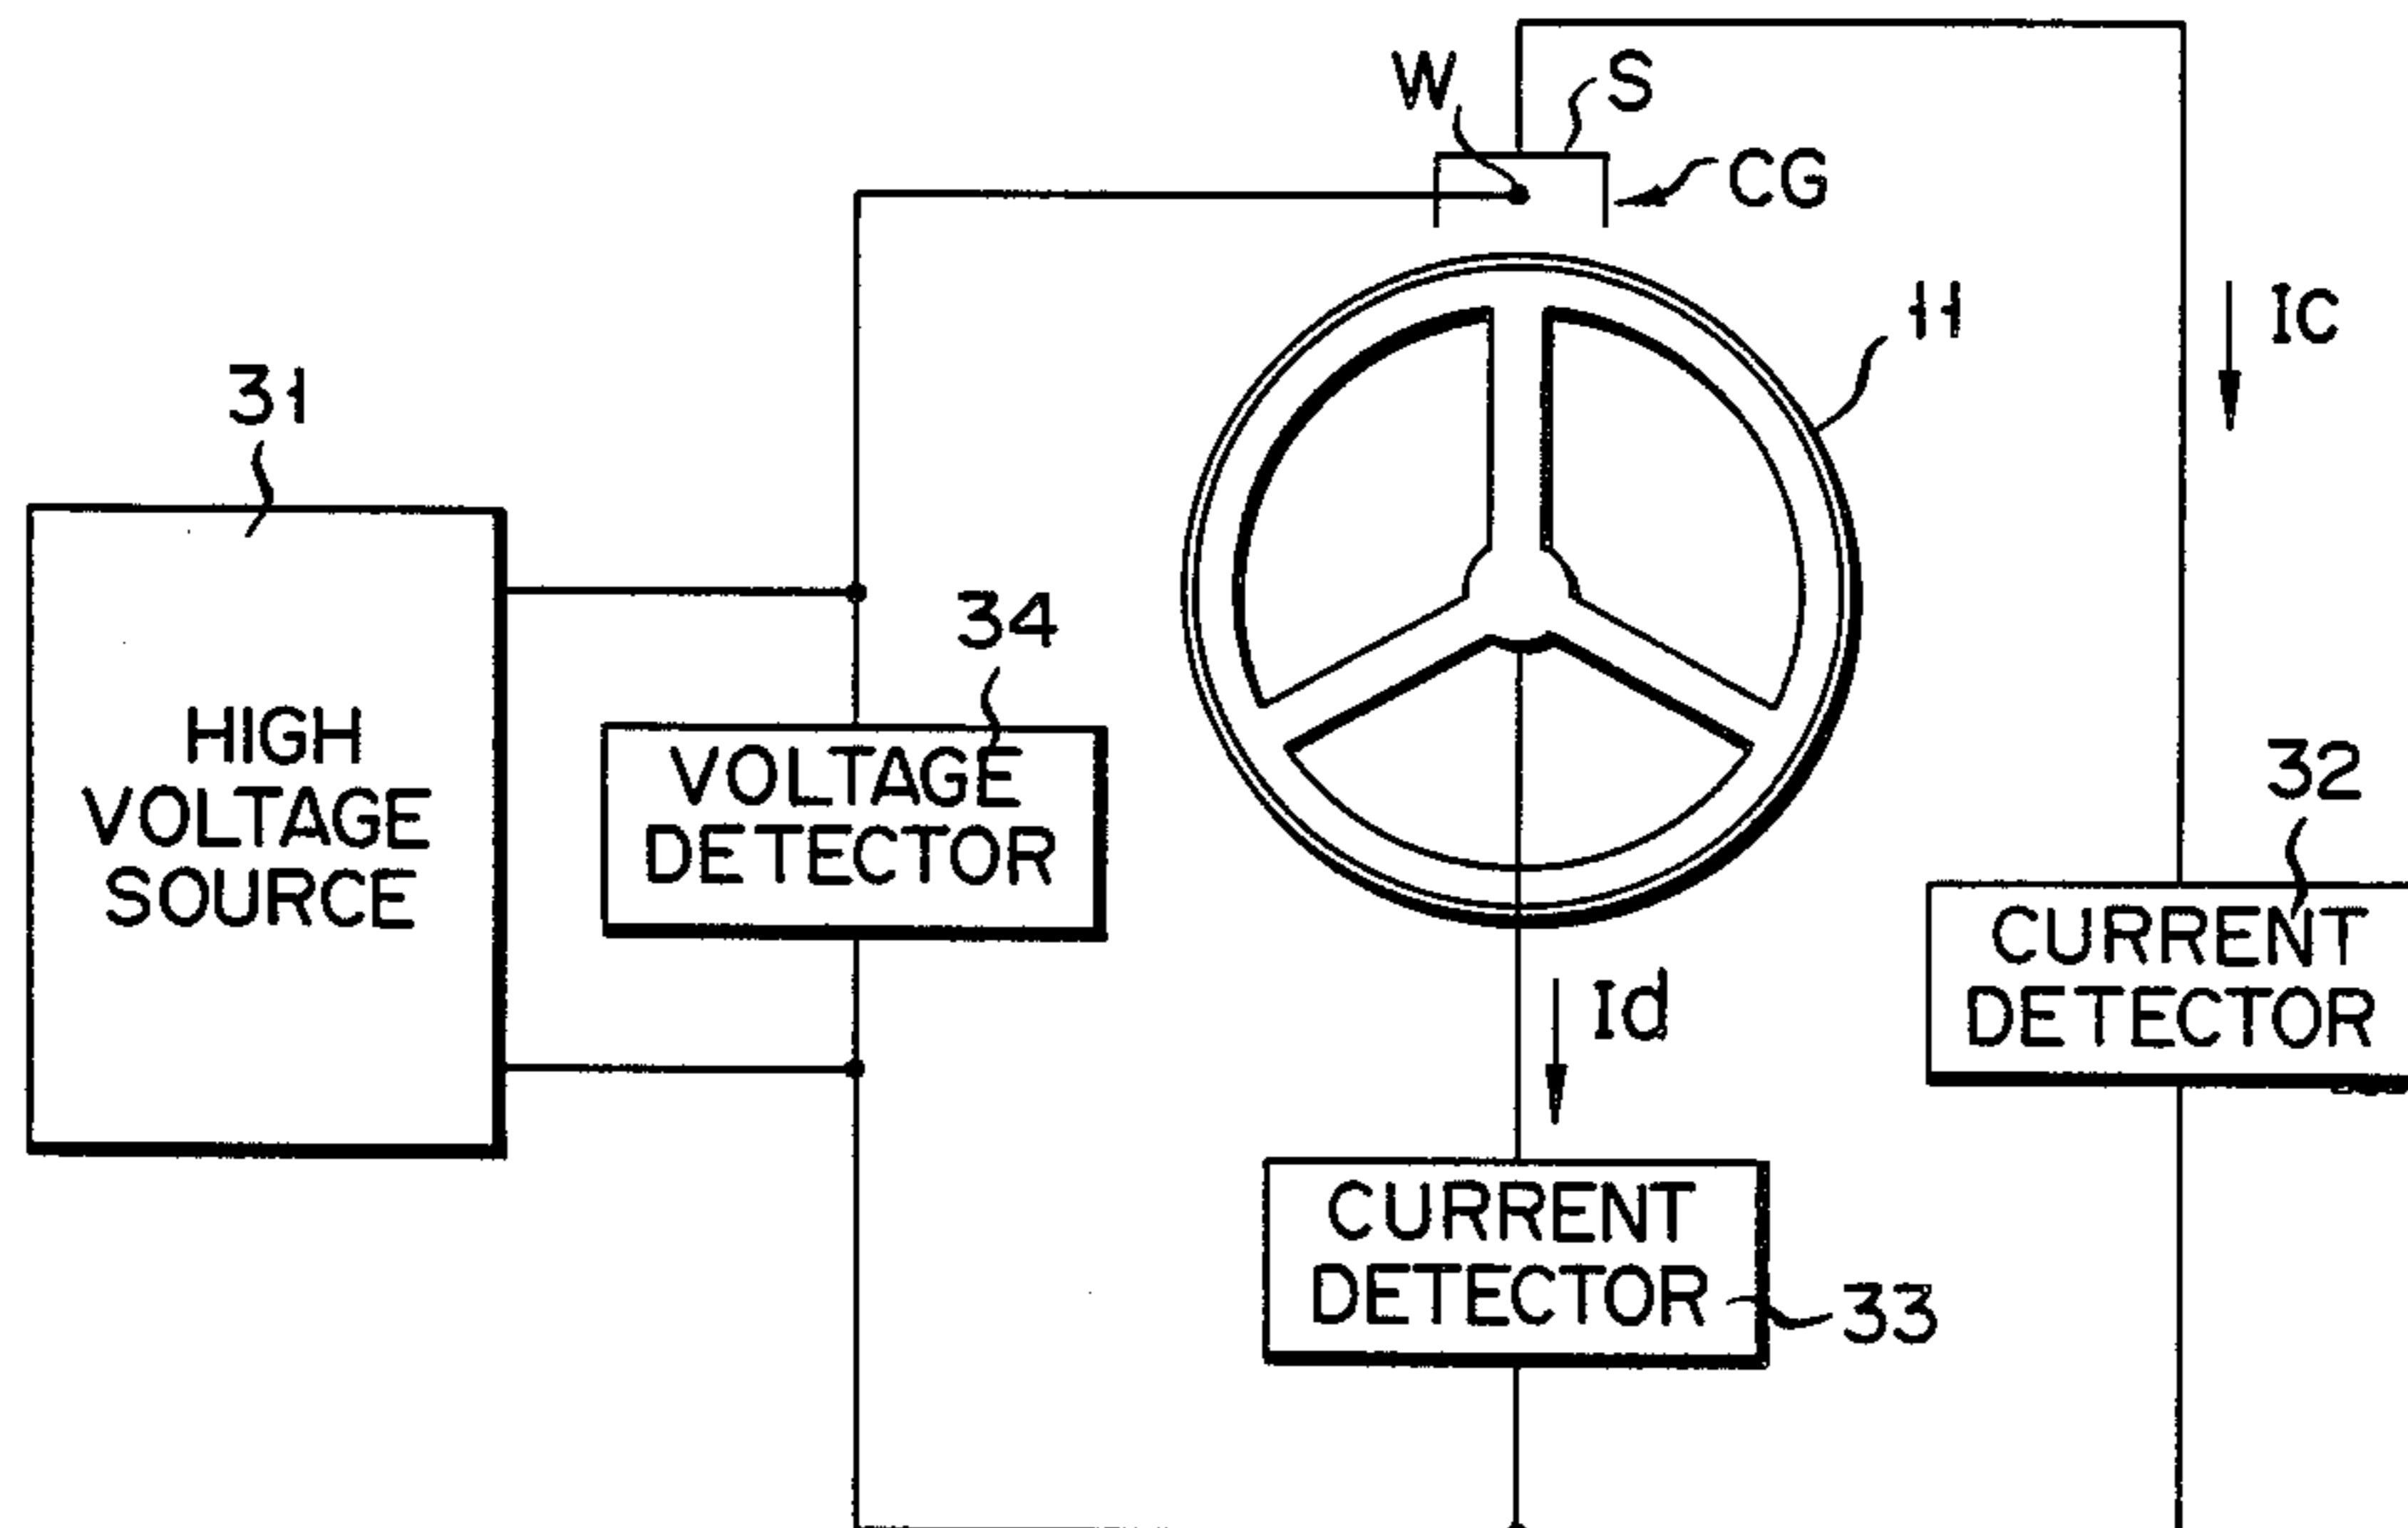 W
S
CG
11
IC
31
HIGH
VOLTAGE
SOURCE
34
VOLTAGE
DETECTOR
32
CURRENT
DETECTOR
Id
CURRENT
DETECTOR
33